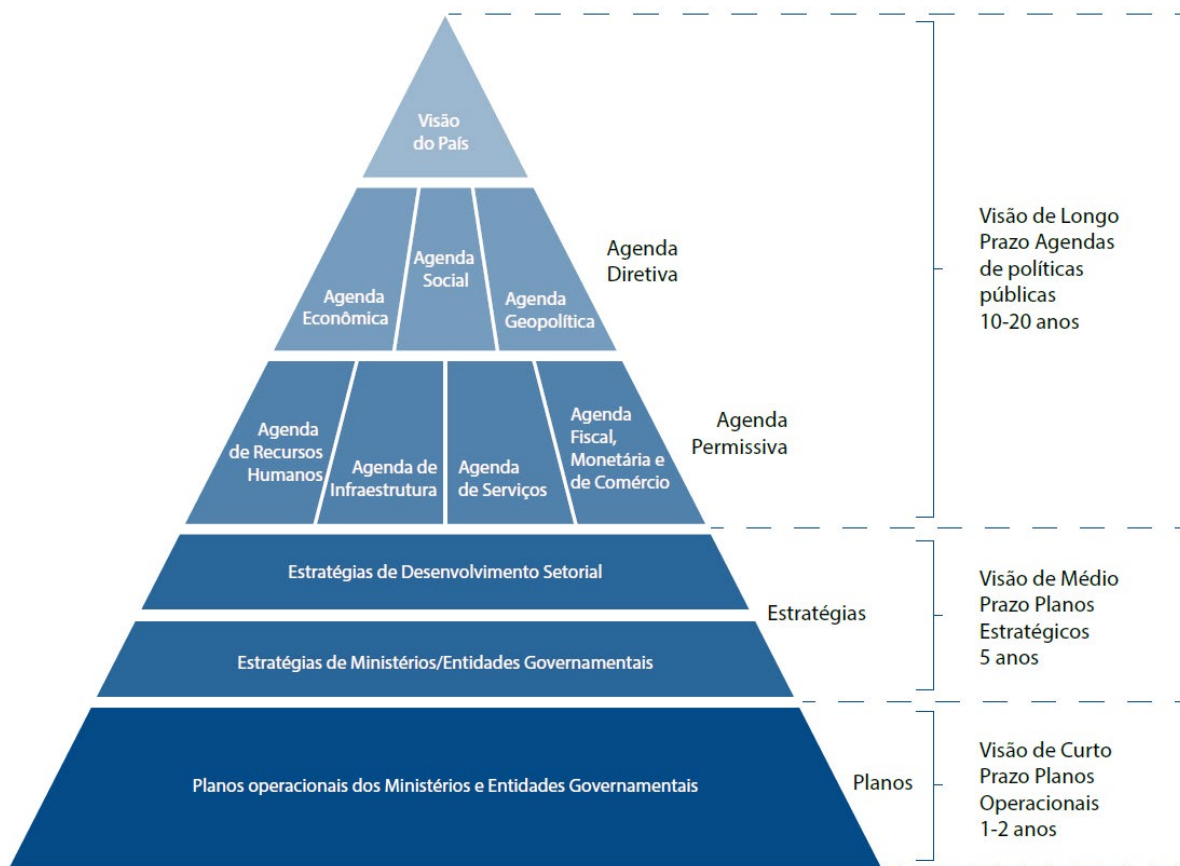 Visão
do País
Agenda
Econômica
Agenda
Social
Agenda
Geopolítica
Agenda
Diretiva
Agenda
de Recursos
Humanos
Agenda de
Infraestrutura
Agenda
de Serviços
Agenda
Fiscal,
Monetária e
de Comércio
Agenda
Permissiva
Visão de Longo
Prazo Agendas
de políticas
públicas
10-20 anos
Estratégias de Desenvolvimento Setorial
Estratégias de Ministérios/Entidades Governamentais
Estratégias
Visão de Médio
Prazo Planos
Estratégicos
5 anos
Planos operacionais dos Ministérios e Entidades Governamentais
Planos
Visão de Curto
Prazo Planos
Operacionais
1-2 anos